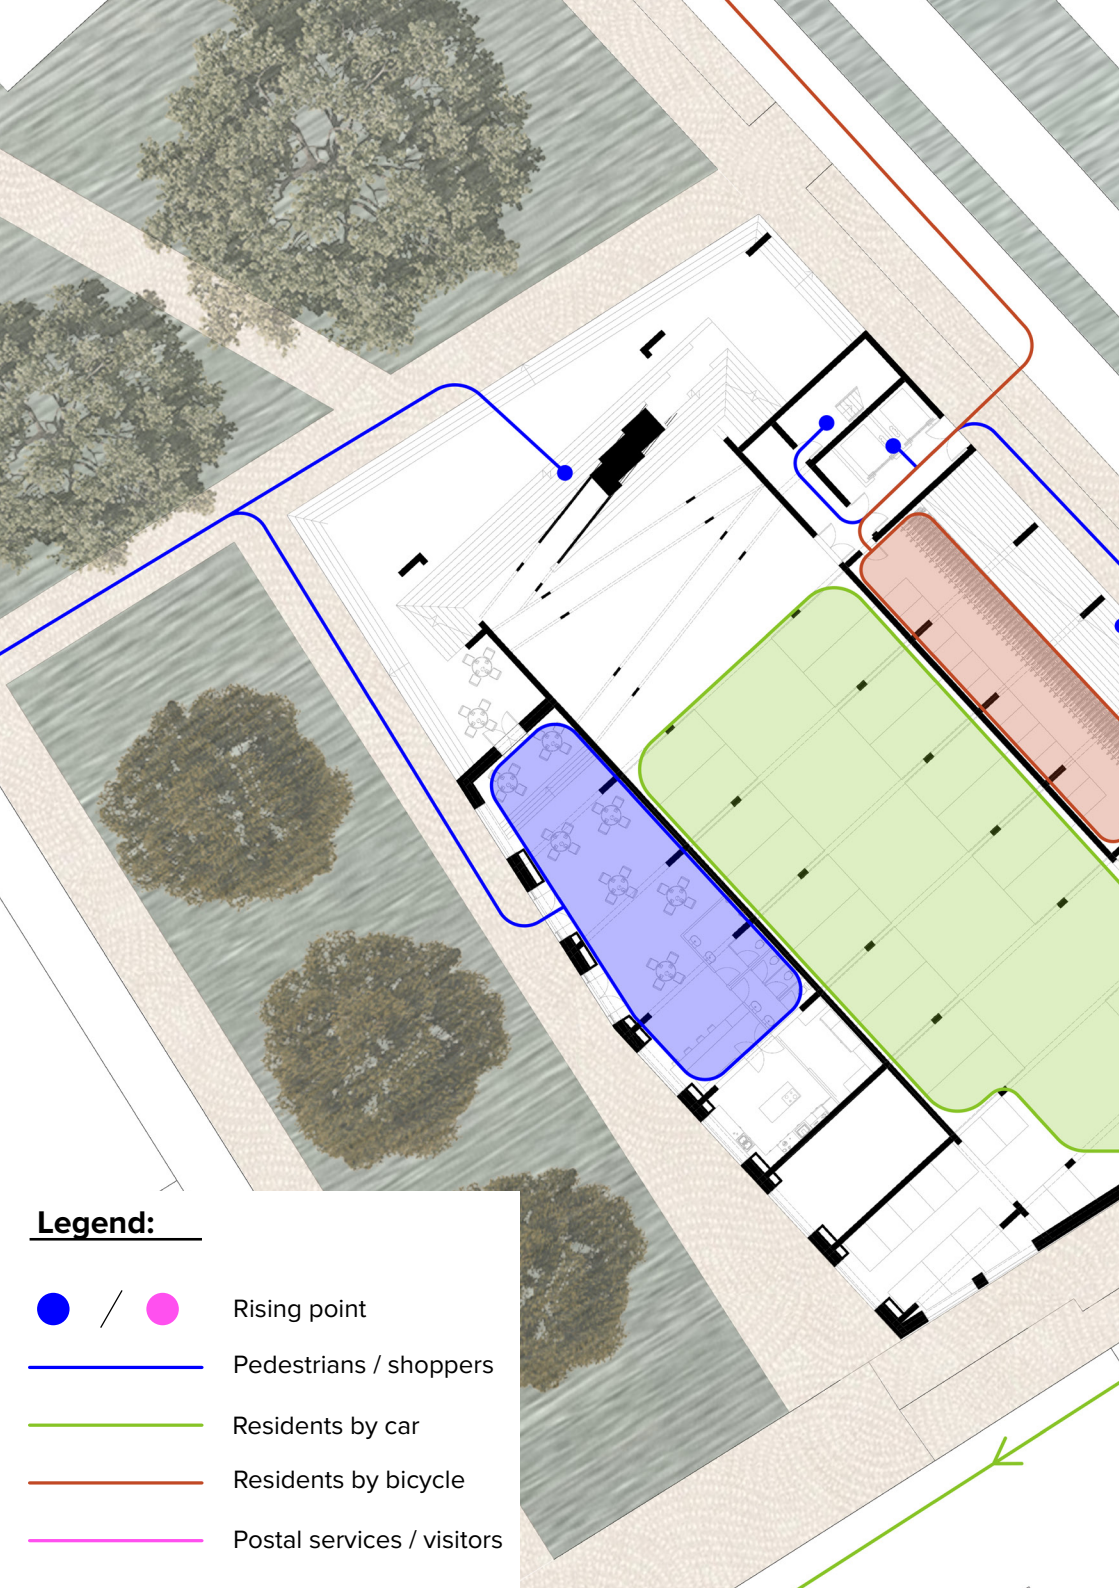 Legend:
/
Rising point
Pedestrians / shoppers
Residents by car
Residents by bicycle
Postal services / visitors